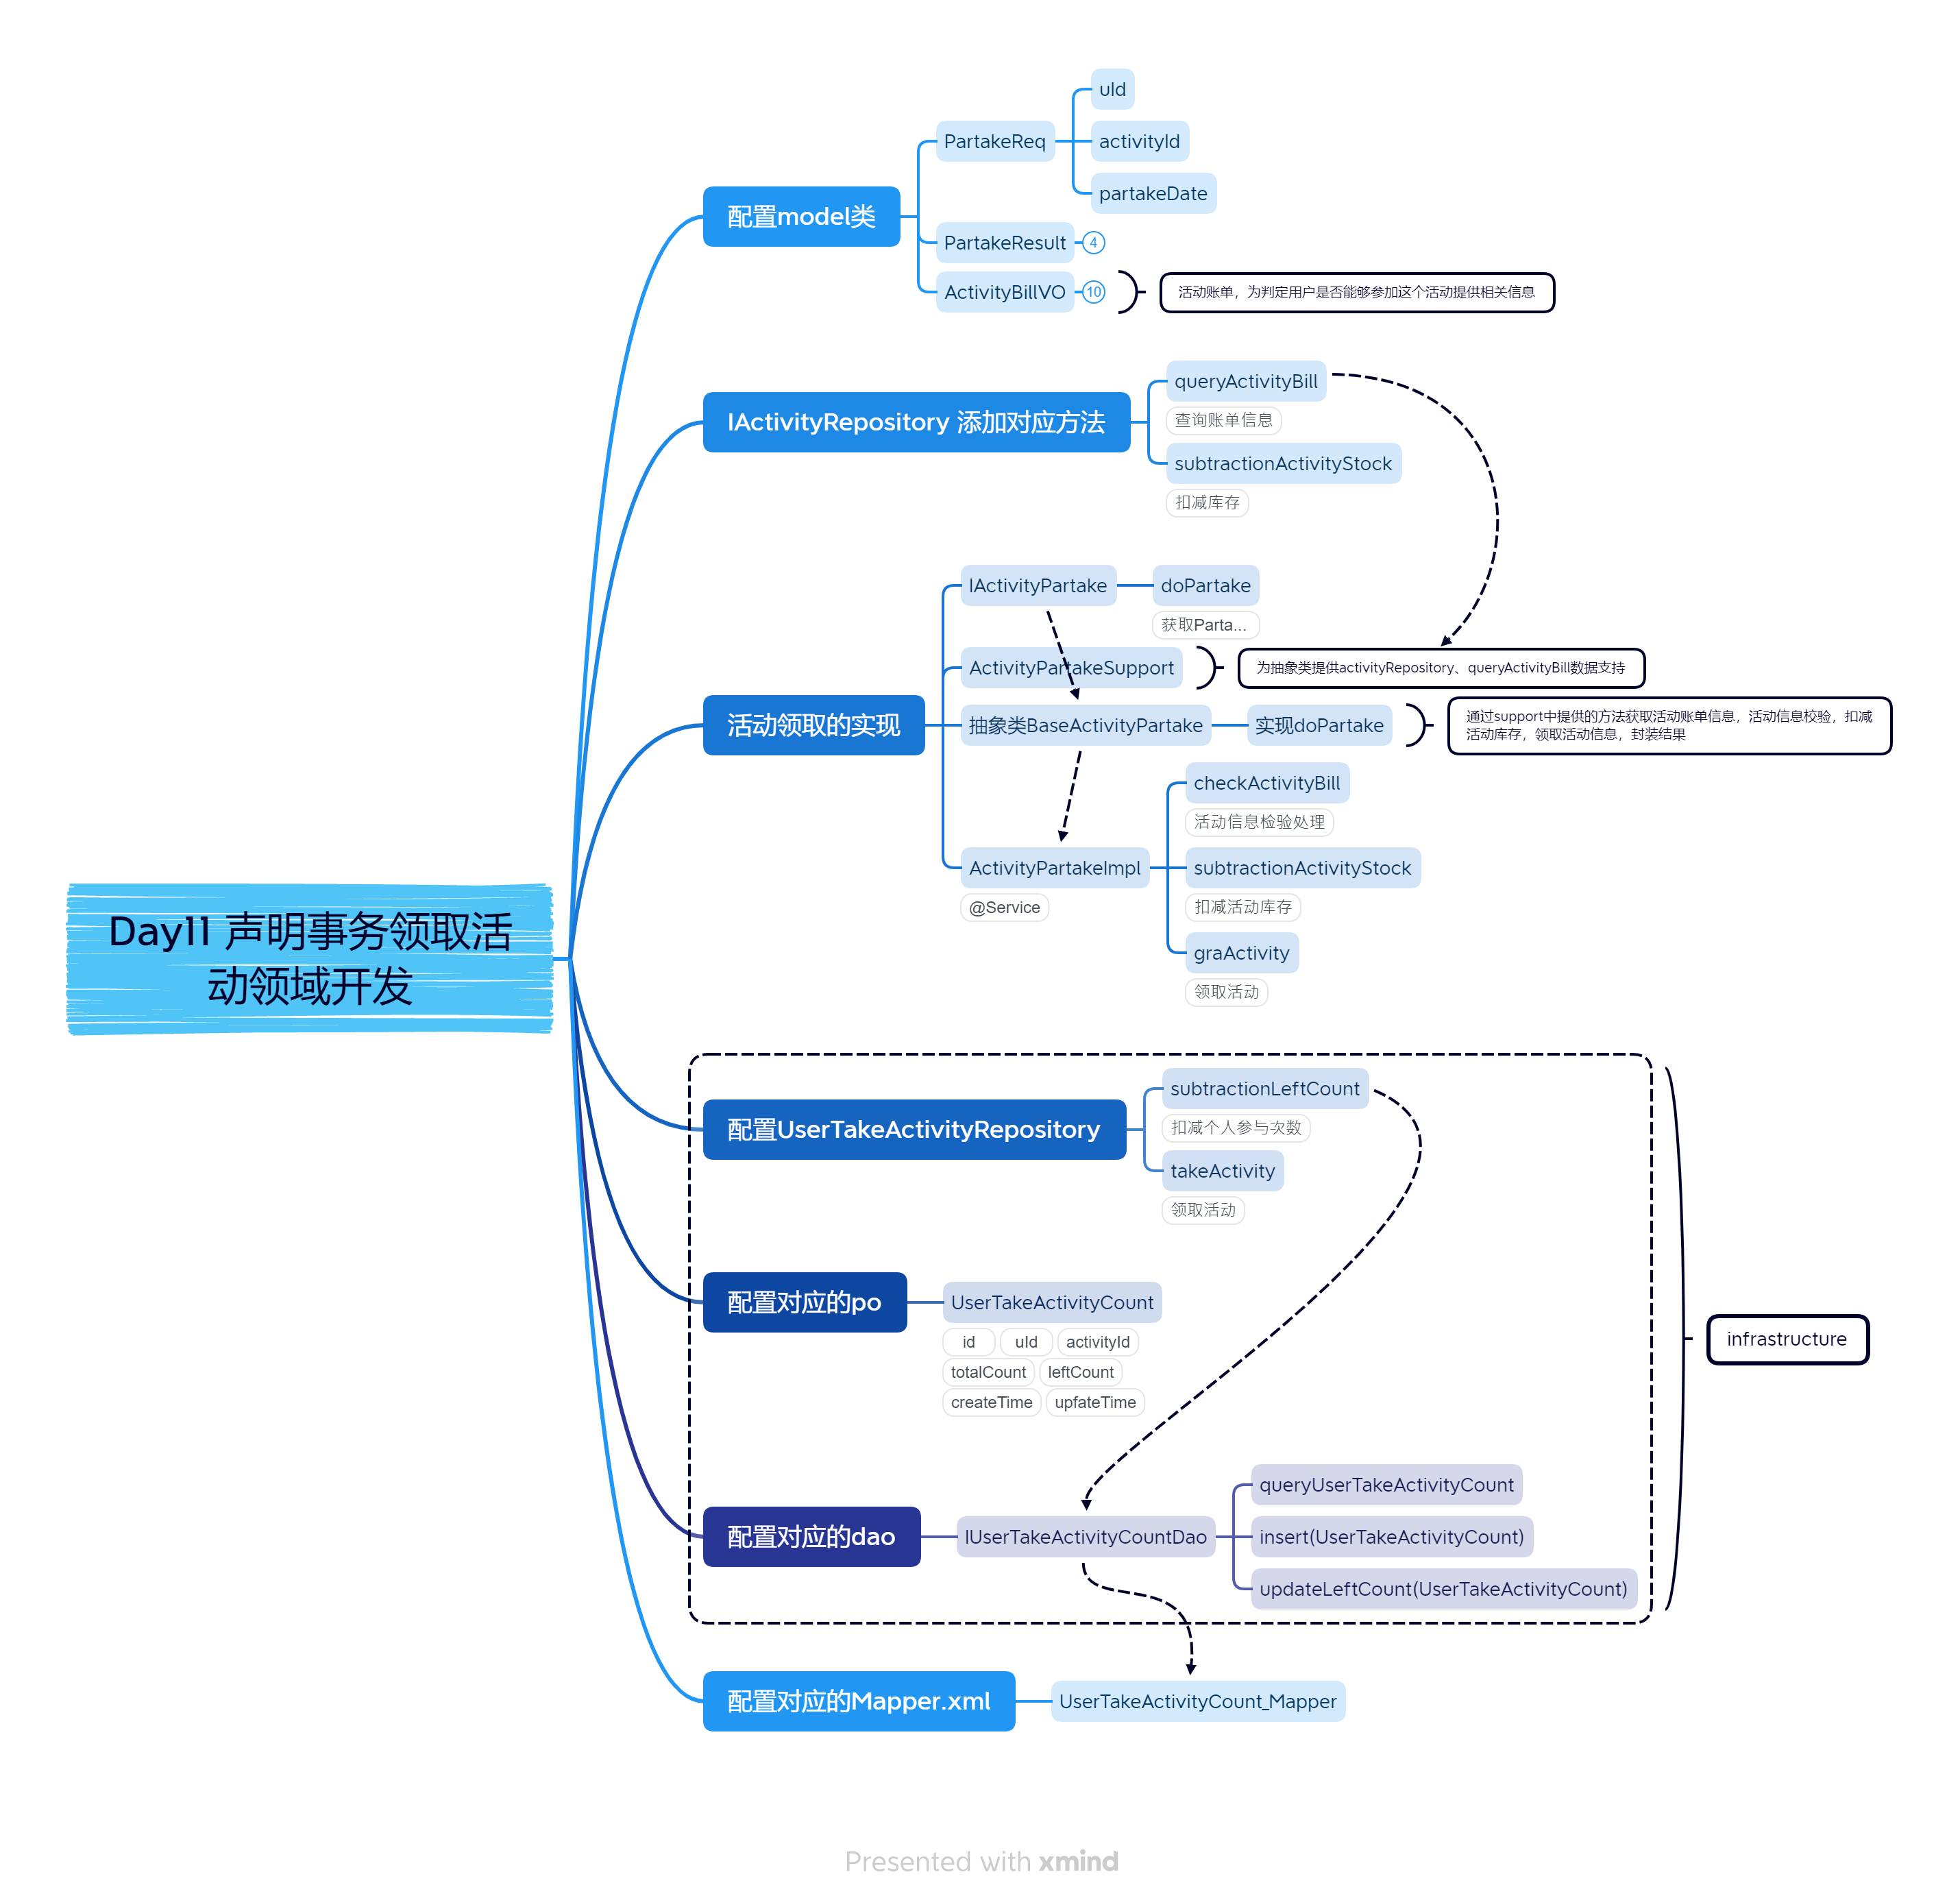 Day11 声明事务领取活
动领域开发
配置model类
PartakeReq
uId
activityId
partakeDate
PartakeResult
4
ActivityBillVO
10
活动账单，为判定用户是否能够参加这个活动提供相关信息
IActivityRepository 添加对应方法
queryActivityBill
查询账单信息
subtractionActivityStock
扣减库存
活动领取的实现
IActivityPartake
doPartake
获取Parta...
ActivityPartakeSupport
为抽象类提供activityRepository、queryActivityBill数据支持
抽象类BaseActivityPartake
实现doPartake
通过support中提供的方法获取活动账单信息，活动信息校验，扣减
活动库存，领取活动信息，封装结果
ActivityPartakeImpl
@Service
checkActivityBill
活动信息检验处理
subtractionActivityStock
扣减活动库存
graActivity
领取活动
配置UserTakeActivityRepository
subtractionLeftCount
扣减个人参与次数
takeActivity
领取活动
配置对应的po
UserTakeActivityCount
id uId activityId
totalCount leftCount
createTime upfateTime
配置对应的dao
IUserTakeActivityCountDao
queryUserTakeActivityCount
insert(UserTakeActivityCount)
updateLeftCount(UserTakeActivityCount)
infrastructure
配置对应的Mapper.xml
UserTakeActivityCount_Mapper
Presented with xmind